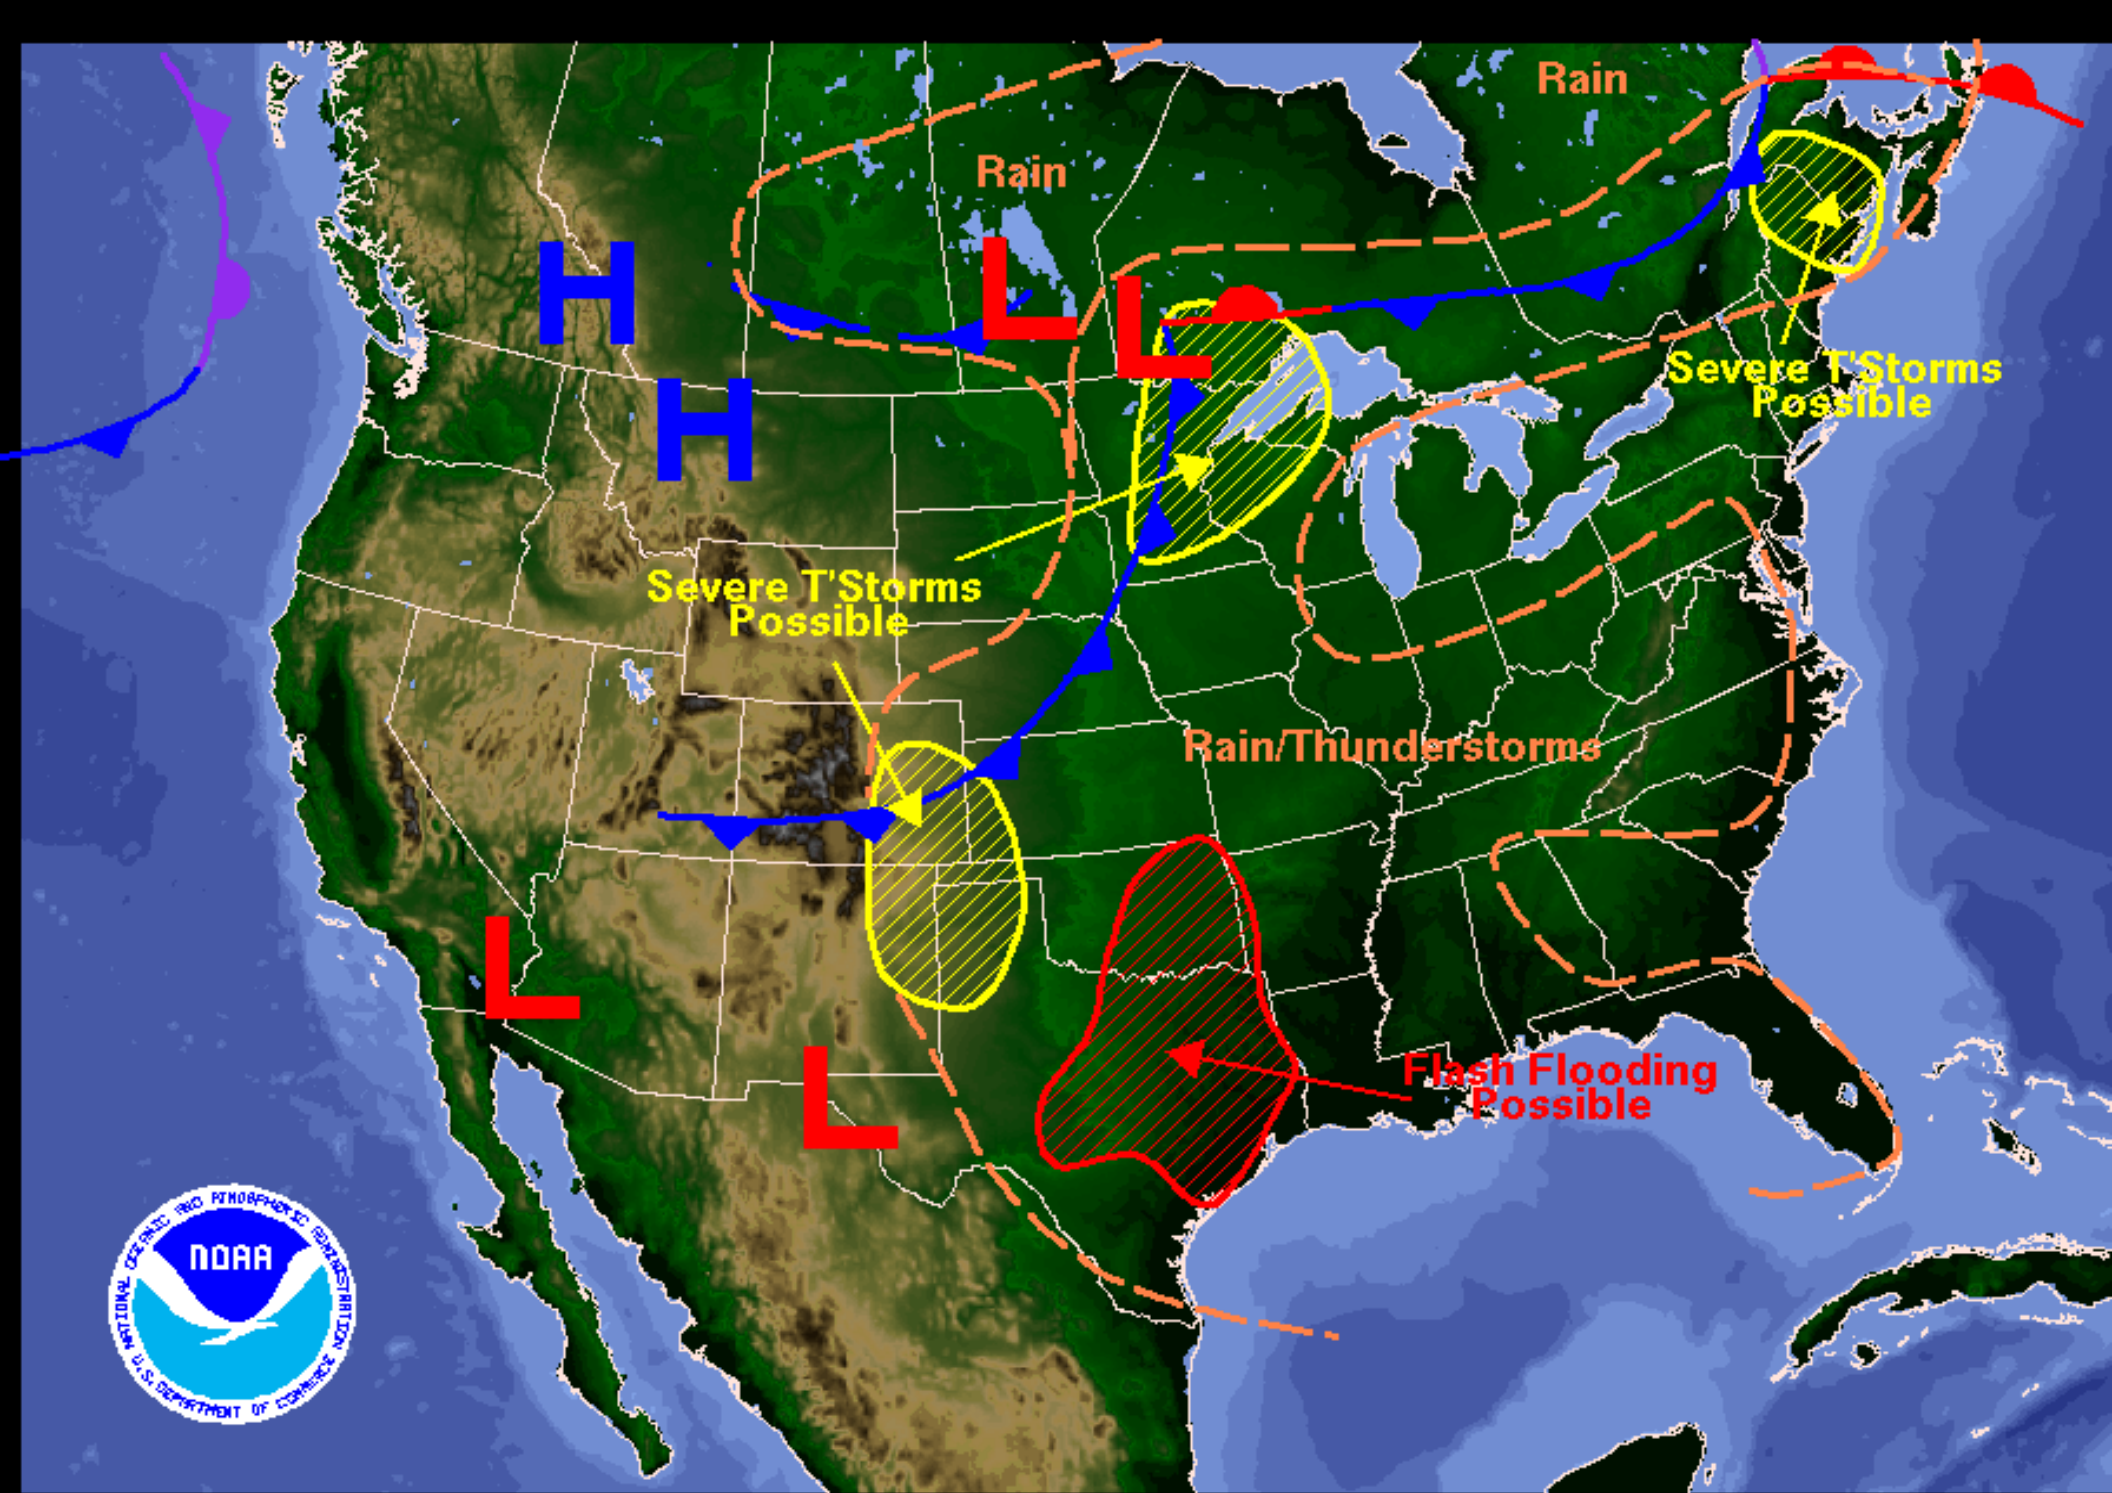 Rain
Rain
H
L
L
H
Severe T'Storms
Possible
Severe T'Storms
Possible
Rain/Thunderstorms
L
L
Flash Flooding
Possible
NATIONAL OCEANIC AND ATMOSPHERIC ADMINISTRATION
NOAA
U.S. DEPARTMENT OF COMMERCE